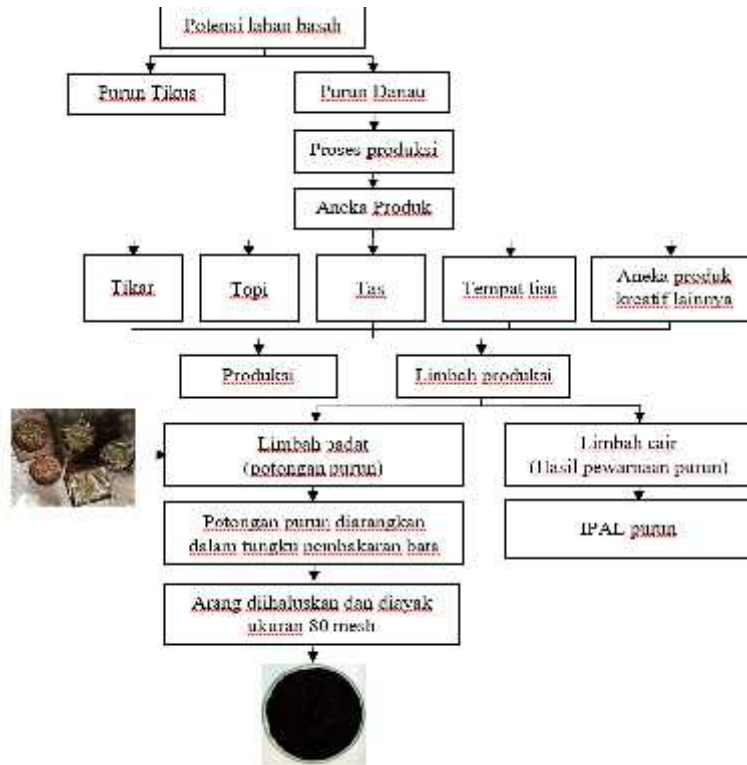 Potensi lahan basah
Purun Tikus
Purun Danau
Proses produksi
Aneka Produk
Tikar
Topi
Tas
Tempat tisu
Aneka produk
kreatif lainnya
Produksi
Limbah produksi
Limbah padat
(potongan purun)
Limbah cair
(Hasil pewarnaan purun)
Potongan purun diarangkan
dalam tungku pembakaran bata
IPAL purun
Arang diihaluskan dan diayak
ukuran 80 mesh